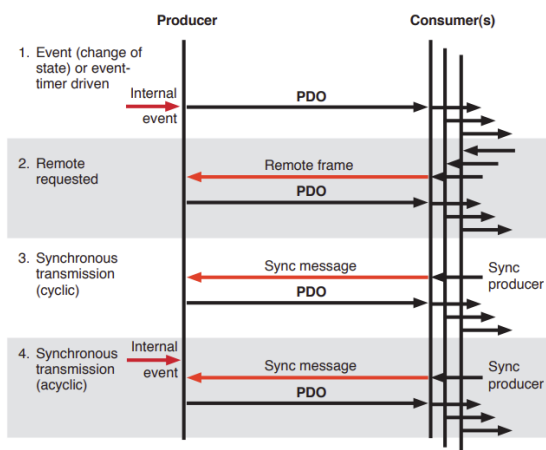 Producer
Consumer(s)
1. Event (change of
state) or event-
timer driven
Internal
event
PDO
2. Remote
requested
Remote frame
PDO
3. Synchronous
transmission
(cyclic)
Sync message
Sync
producer
PDO
4. Synchronous
transmission
(acyclic)
Internal
event
Sync message
Sync
producer
PDO